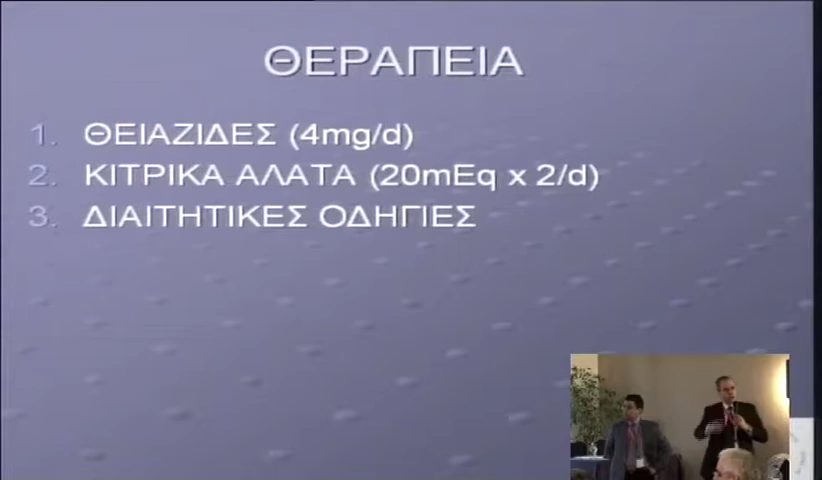 ΘΕΡΑΠΕΙΑ
1. ΘΕΙΑΖΙΔΕΣ (4mg/d)
2. ΚΙΤΡΙΚΑ ΑΛΑΤΑ (20mEq x 2/d)
3. ΔΙΑΙΤΗΤΙΚΕΣ ΟΔΗΓΙΕΣ